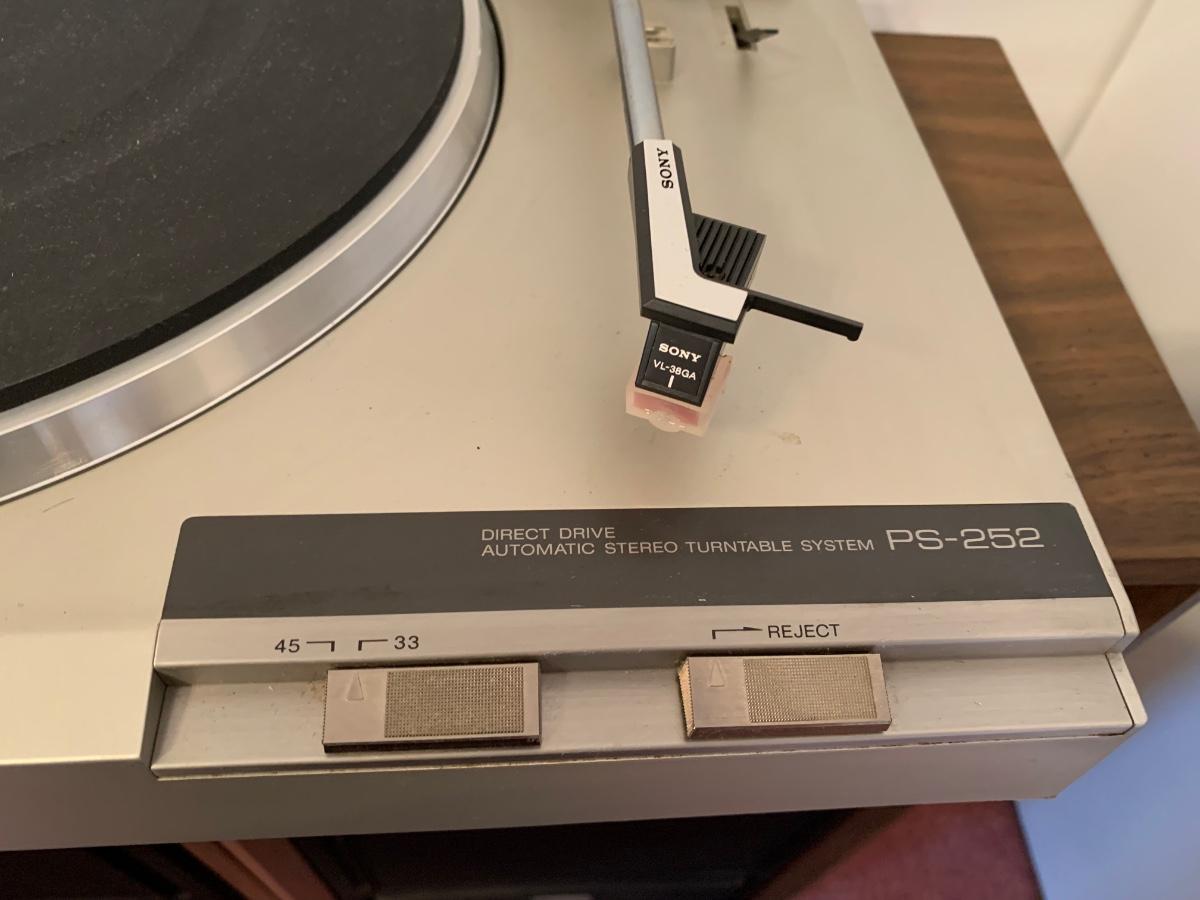 SONY
SONY
VL-38GA
DIRECT DRIVE
AUTOMATIC STEREO TURNTABLE SYSTEM PS-252
45 33
REJECT